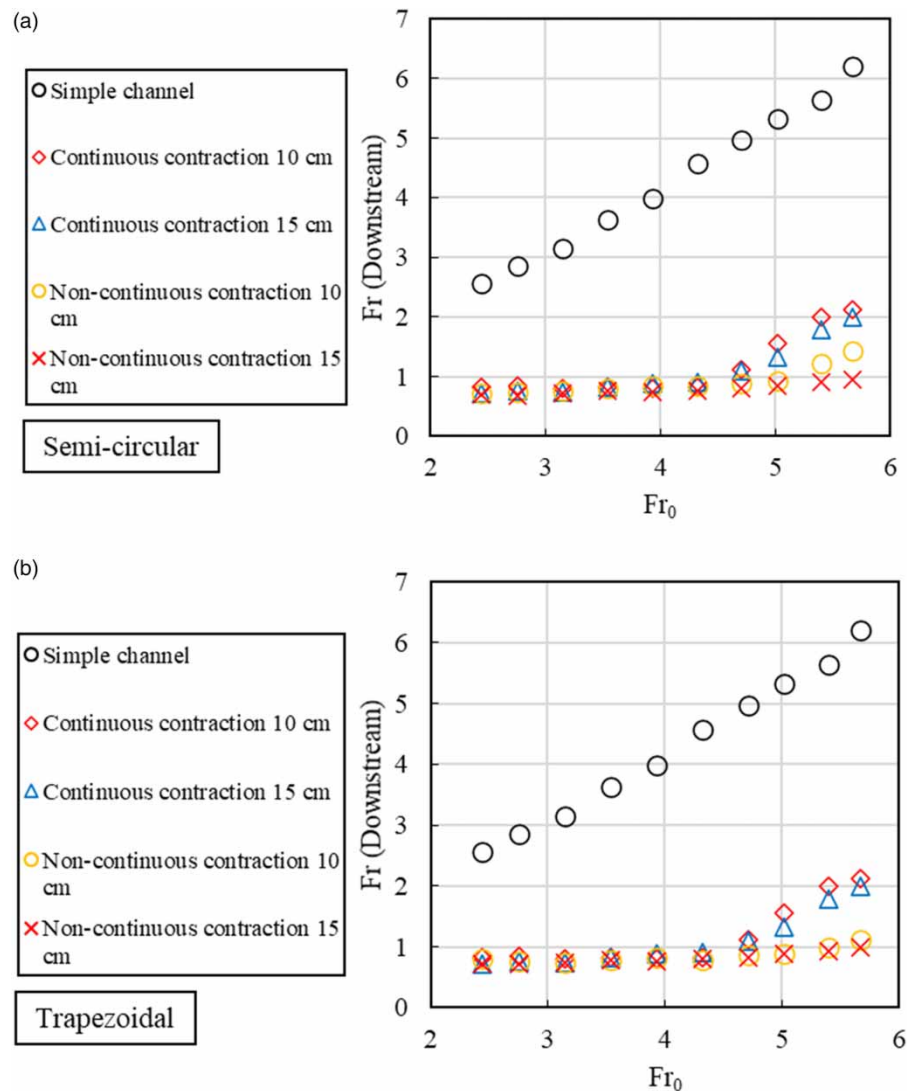 (a)
Simple channel
Continuous contraction 10 cm
Continuous contraction 15 cm
Non-continuous contraction 10
cm
Non-continuous contraction 15
cm
Semi-circular
Fr (Downstream)
7
6
5
4
3
2
1
0
2 3 4 5 6
Fr₀
(b)
Simple channel
Continuous contraction 10 cm
Continuous contraction 15 cm
Non-continuous contraction 10
cm
Non-continuous contraction 15
cm
Trapezoidal
Fr (Downstream)
7
6
5
4
3
2
1
0
2 3 4 5 6
Fr₀